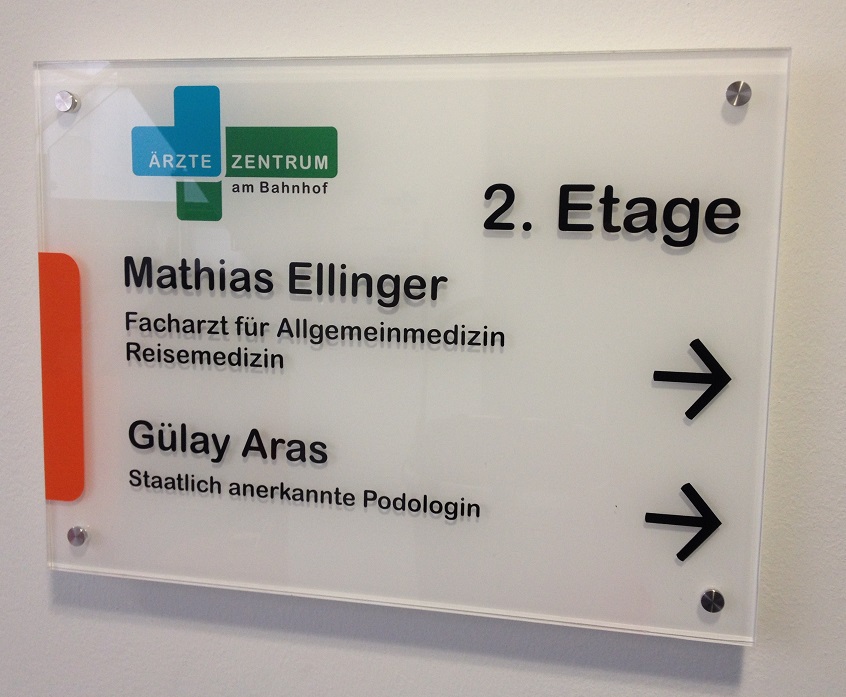 ÄRZTE ZENTRUM
am Bahnhof
2. Etage
Mathias Ellinger
Facharzt für Allgemeinmedizin
Reisemedizin
Gülay Aras
Staatlich anerkannte Podologin